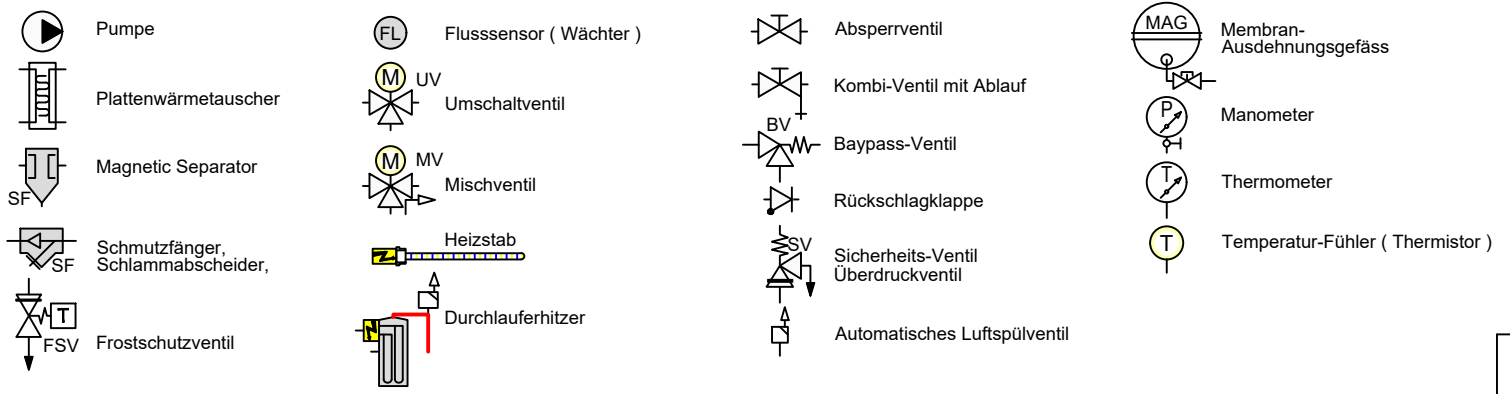 Pumpe
Plattenwärmetauscher
Magnetic Separator
SF
Schmutzfänger,
Schlammabscheider,
SF
T
FSV
Frostschutzventil
FL
Flusssensor ( Wächter )
M
UV
Umschaltventil
M
MV
Mischventil
Heizstab
Durchlauferhitzer
Absperrventil
Kombi-Ventil mit Ablauf
BV
Baypass-Ventil
Rückschlagklappe
SV
Sicherheits-Ventil
Überdruckventil
Automatisches Luftspülventil
MAG
Membran-
Ausdehnungsgefäss
P
Manometer
T
Thermometer
T
Temperatur-Fühler ( Thermistor )